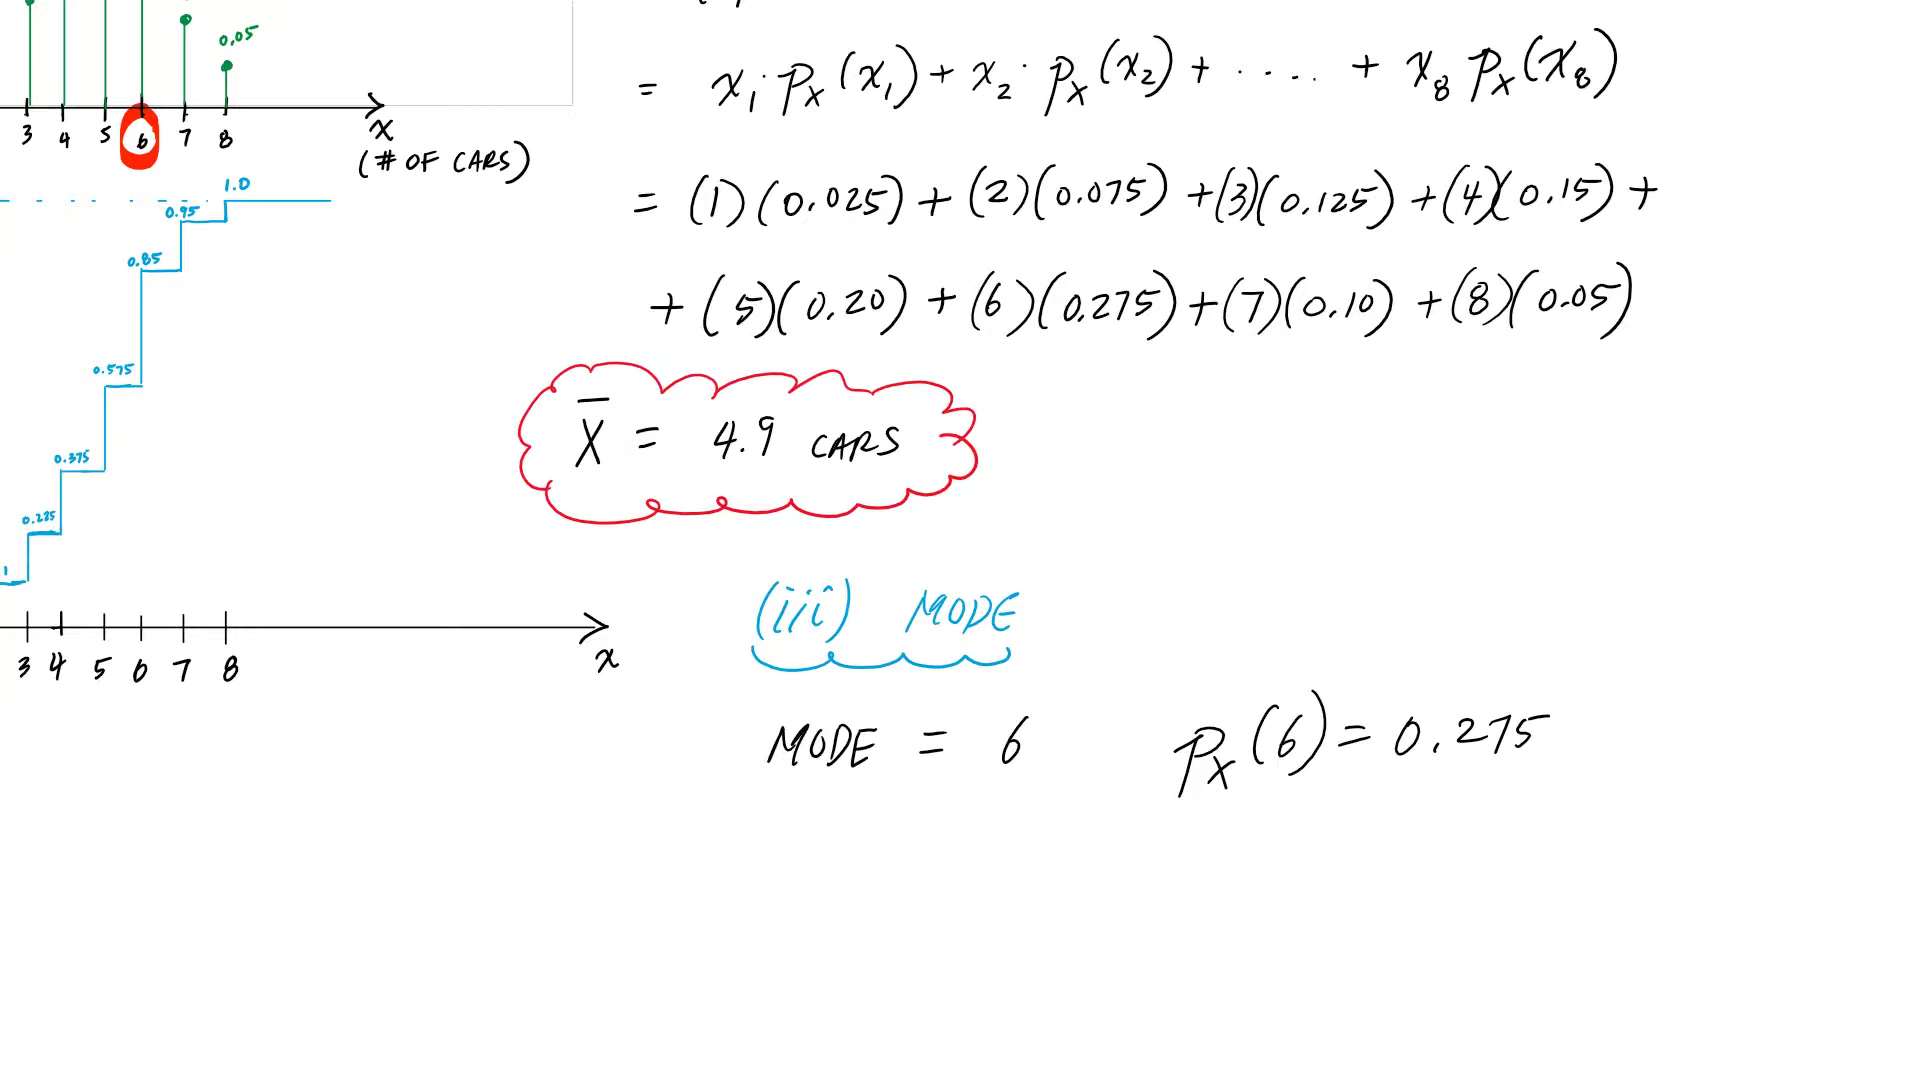 0.05
= x₁·pₓ(x₁) + x₂·pₓ(x₂) + ····. + x₈ pₓ(x₈)
3 4 5 6 7 8 x
(# OF CARS)
= (1)(0.025) + (2)(0.075) + (3)(0.125) + (4)(0.15) +
+ (5)(0.20) + (6)(0.275) + (7)(0.10) + (8)(0.05)
1.0
0.95
0.85
0.575
0.375
0.225
1
X̅ = 4.9 CARS
3 4 5 6 7 8 x
(iii) MODE
MODE = 6 pₓ(6) = 0.275